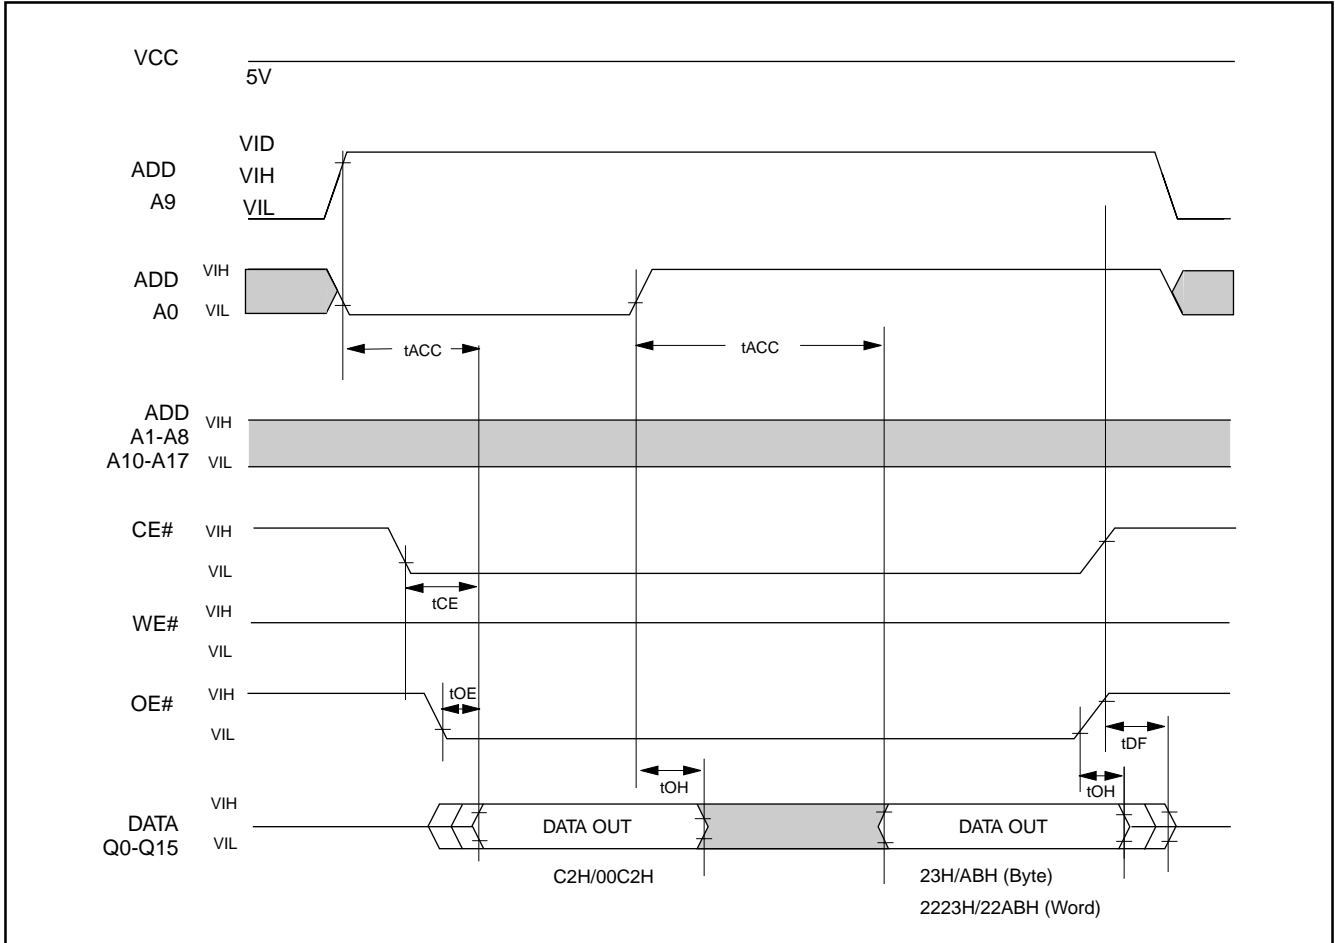 VCC
5V
VID
ADD
VIH
A9
VIL
VIH
ADD
A0
VIL
tACC
tACC
ADD
VIH
A1-A8
A10-A17
VIL
CE#
VIH
VIL
tCE
VIH
WE#
VIL
tOE
VIH
OE#
VIL
tDF
tOH
tOH
VIH
DATA
DATA OUT
DATA OUT
Q0-Q15
VIL
C2H/00C2H
23H/ABH (Byte)
2223H/22ABH (Word)